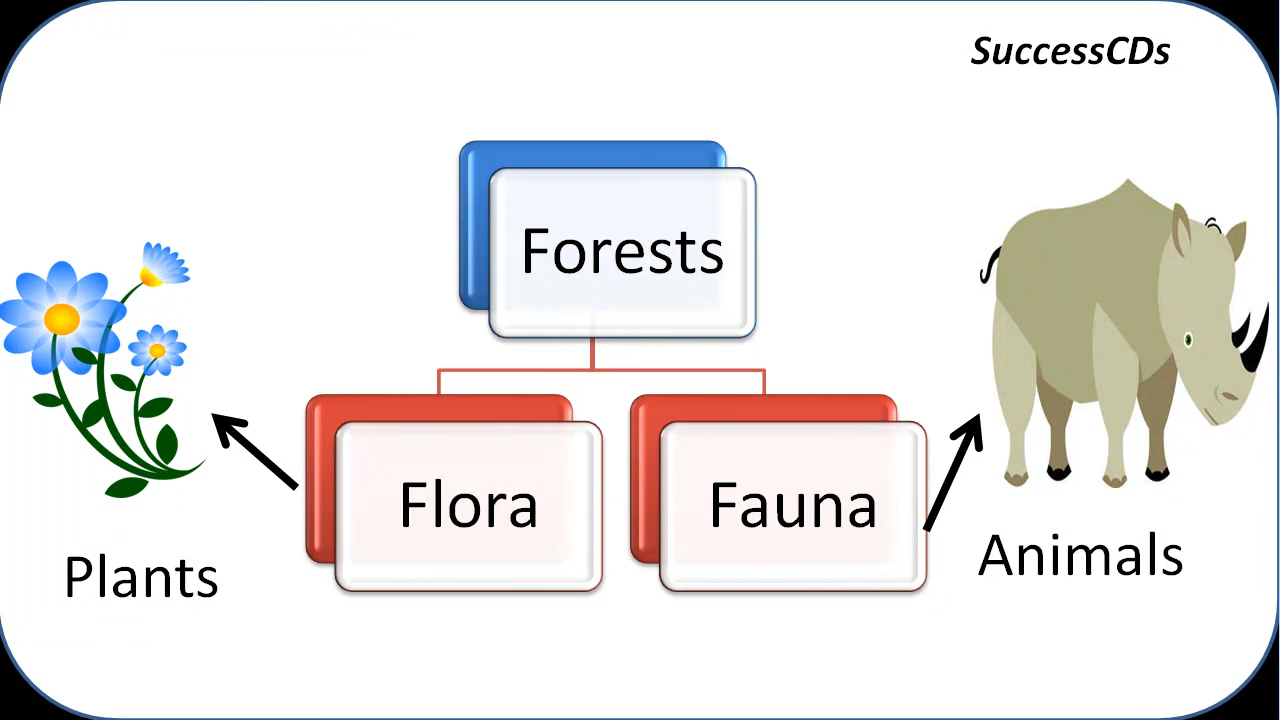 SuccessCDs
Forests
Flora
Fauna
Plants
Animals